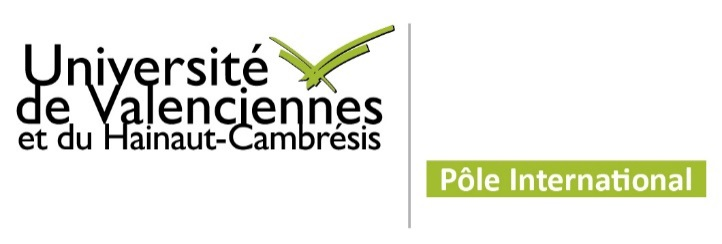 Université
de Valenciennes
et du Hainaut-Cambrésis
Pôle International